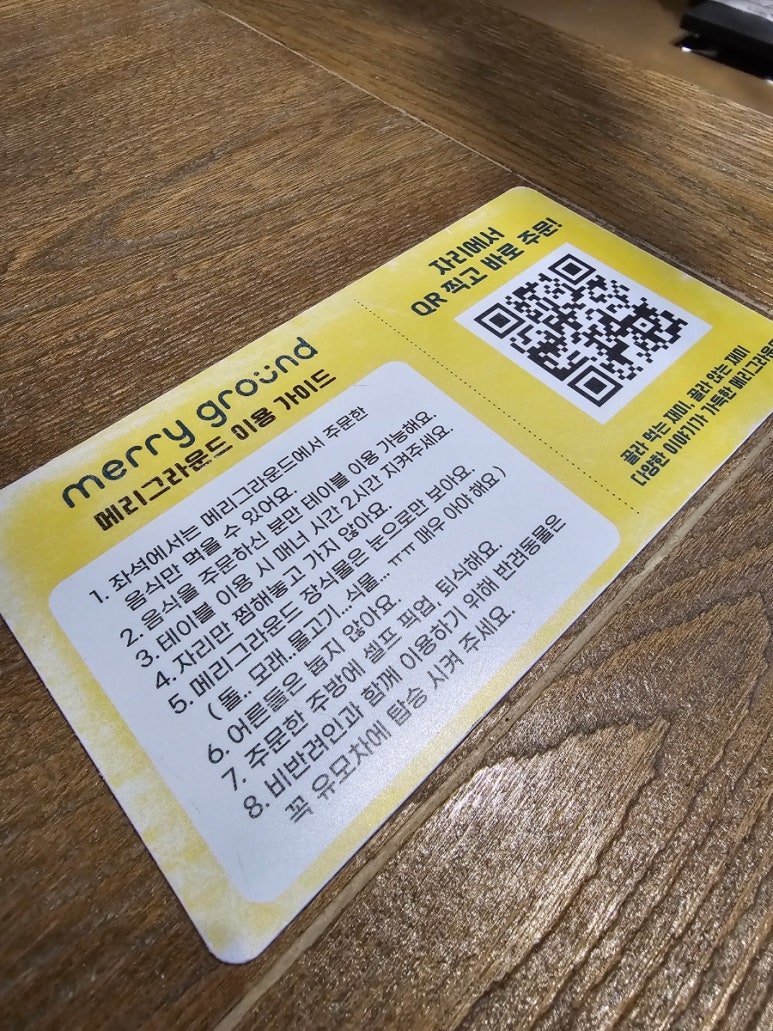 merry ground
메리그라운드 이용 가이드
1. 좌석에서는 메리그라운드에서 주문한
음식만 먹을 수 있어요.
2. 음식을 주문하신 분만 테이블 이용 가능해요.
3. 테이블 이용 시 매너 시간 2시간 지켜주세요.
4. 자리만 찜해놓고 가지 않아요.
5. 메리그라운드 장식물은 눈으로만 보아요.
( 돌.. 모래..물고기...식물... ㅠㅠ 매우 아야 해요 )
6. 어른들은 눕지 않아요.
7. 주문한 주방에 셀프 픽업, 퇴식해요.
8. 비반려인과 함께 이용하기 위해 반려동물은
꼭 유모차에 탑승 시켜 주세요.
자리에서
QR 찍고 바로 주문!
골라 먹는 재미, 골라 앉는 재미
다양한 이야기가 가득한 메리그라운드